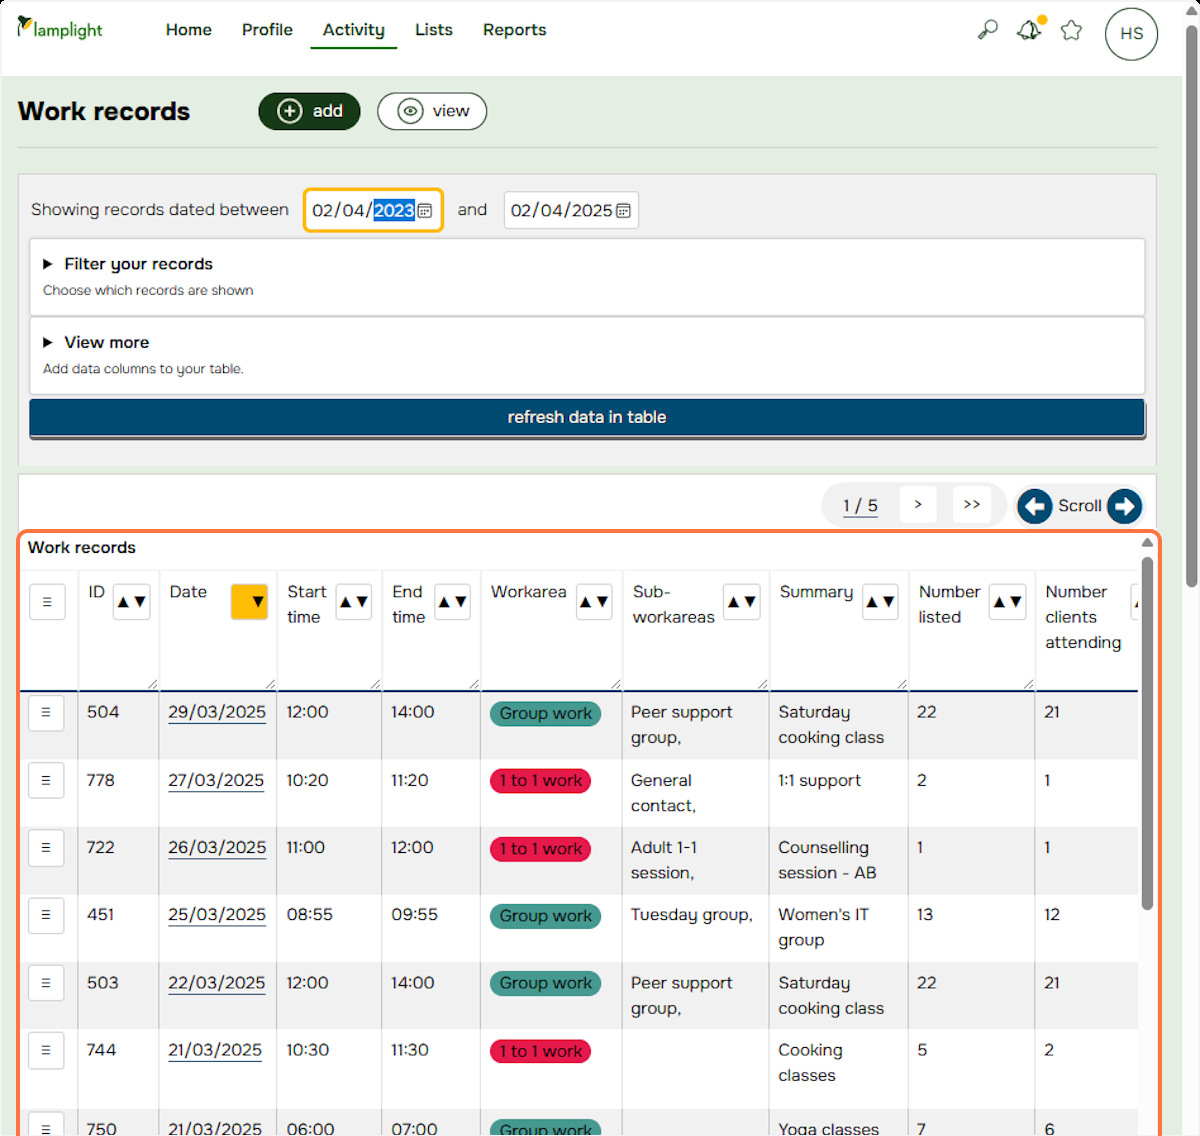 lamplight Home Profile Activity Lists Reports HS
Work records add view
Showing records dated between 02/04/2023 and 02/04/2025
Filter your records
Choose which records are shown
View more
Add data columns to your table.
refresh data in table
1 / 5 > >> Scroll
Work records
ID Date Start time End time Workarea Sub-workareas Summary Number listed Number clients attending
504 29/03/2025 12:00 14:00 Group work Peer support group, Saturday cooking class 22 21
778 27/03/2025 10:20 11:20 1 to 1 work General contact, 1:1 support 2 1
722 26/03/2025 11:00 12:00 1 to 1 work Adult 1-1 session, Counselling session - AB 1 1
451 25/03/2025 08:55 09:55 Group work Tuesday group, Women's IT group 13 12
503 22/03/2025 12:00 14:00 Group work Peer support group, Saturday cooking class 22 21
744 21/03/2025 10:30 11:30 1 to 1 work Cooking classes 5 2
750 21/03/2025 06:00 07:00 Group work Yoga classes 7 6